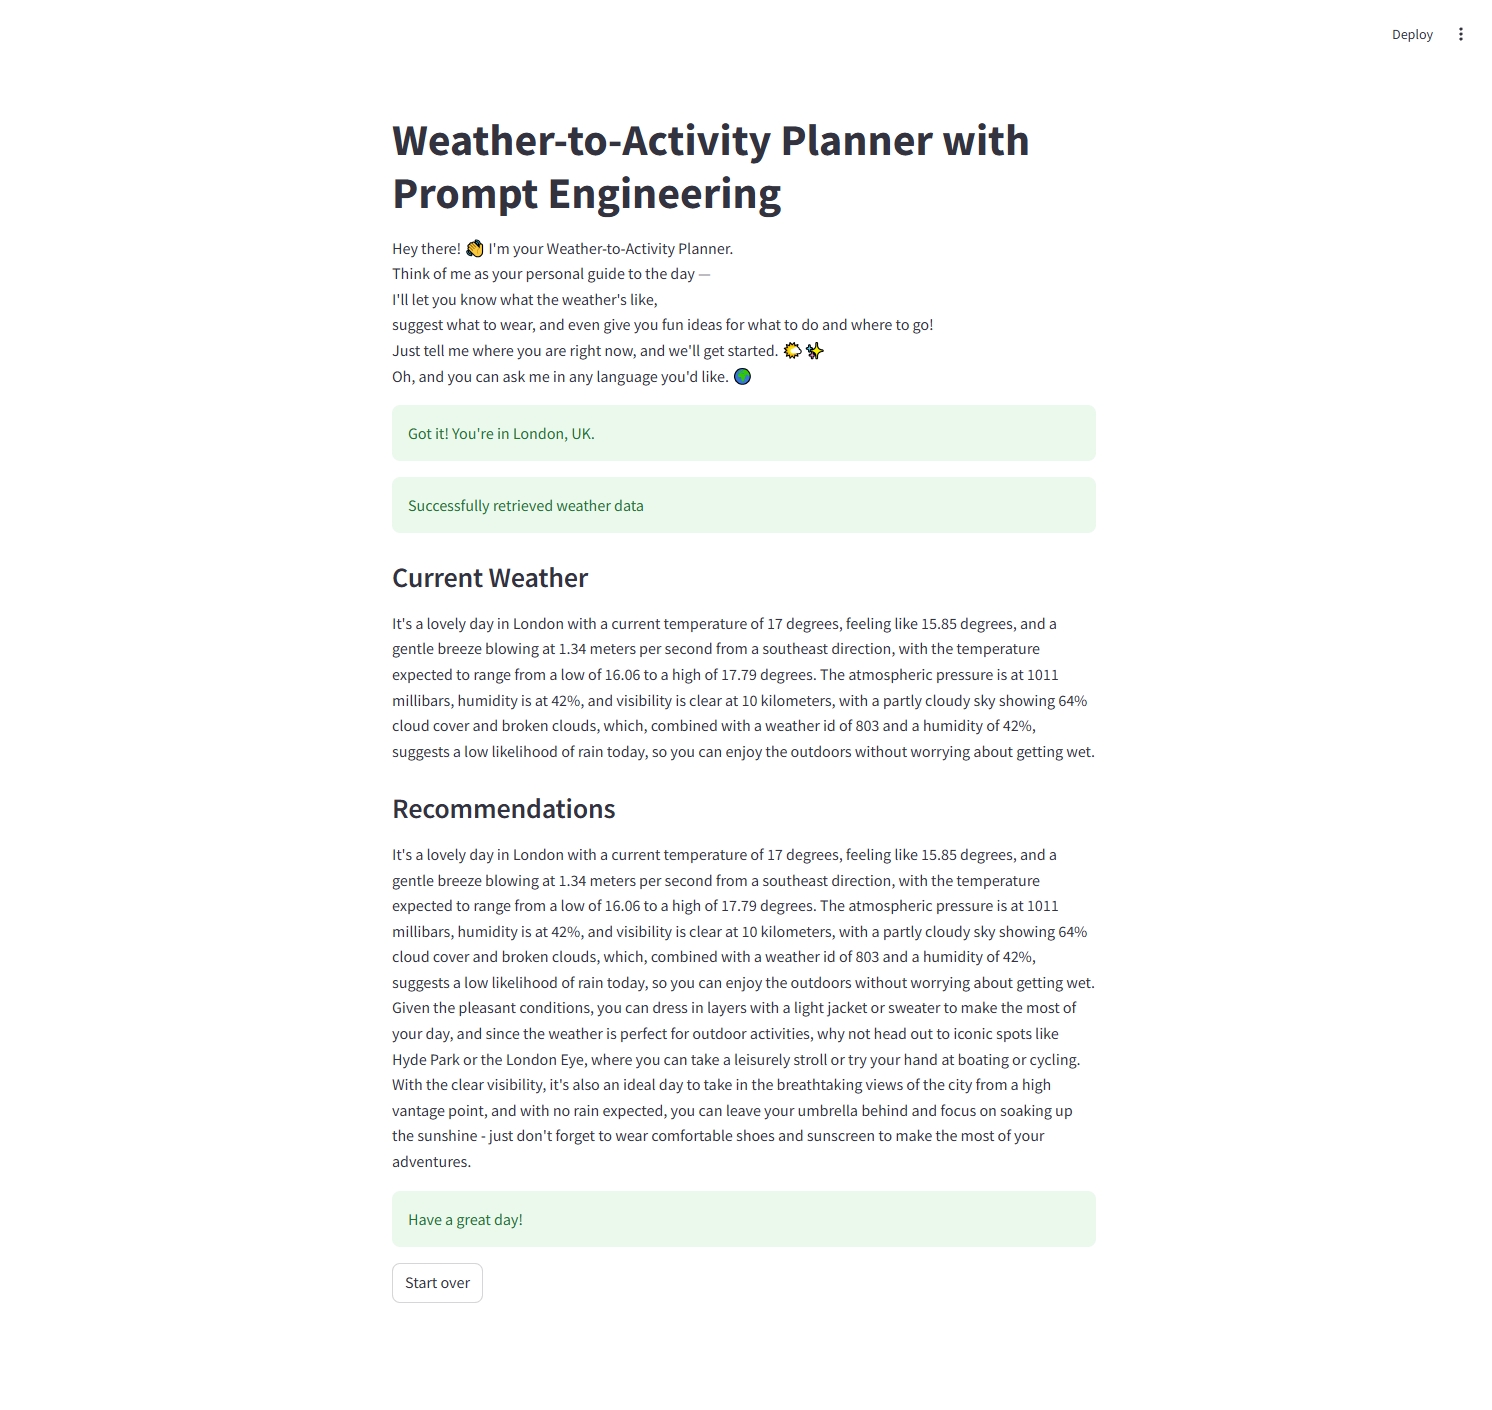 Deploy
Weather-to-Activity Planner with
Prompt Engineering
Hey there! 👋 I'm your Weather-to-Activity Planner.
Think of me as your personal guide to the day —
I'll let you know what the weather's like,
suggest what to wear, and even give you fun ideas for what to do and where to go!
Just tell me where you are right now, and we'll get started. 🌤️✨
Oh, and you can ask me in any language you'd like. 🌍
Got it! You're in London, UK.
Successfully retrieved weather data
Current Weather
It's a lovely day in London with a current temperature of 17 degrees, feeling like 15.85 degrees, and a
gentle breeze blowing at 1.34 meters per second from a southeast direction, with the temperature
expected to range from a low of 16.06 to a high of 17.79 degrees. The atmospheric pressure is at 1011
millibars, humidity is at 42%, and visibility is clear at 10 kilometers, with a partly cloudy sky showing 64%
cloud cover and broken clouds, which, combined with a weather id of 803 and a humidity of 42%,
suggests a low likelihood of rain today, so you can enjoy the outdoors without worrying about getting wet.
Recommendations
It's a lovely day in London with a current temperature of 17 degrees, feeling like 15.85 degrees, and a
gentle breeze blowing at 1.34 meters per second from a southeast direction, with the temperature
expected to range from a low of 16.06 to a high of 17.79 degrees. The atmospheric pressure is at 1011
millibars, humidity is at 42%, and visibility is clear at 10 kilometers, with a partly cloudy sky showing 64%
cloud cover and broken clouds, which, combined with a weather id of 803 and a humidity of 42%,
suggests a low likelihood of rain today, so you can enjoy the outdoors without worrying about getting wet.
Given the pleasant conditions, you can dress in layers with a light jacket or sweater to make the most of
your day, and since the weather is perfect for outdoor activities, why not head out to iconic spots like
Hyde Park or the London Eye, where you can take a leisurely stroll or try your hand at boating or cycling.
With the clear visibility, it's also an ideal day to take in the breathtaking views of the city from a high
vantage point, and with no rain expected, you can leave your umbrella behind and focus on soaking up
the sunshine - just don't forget to wear comfortable shoes and sunscreen to make the most of your
adventures.
Have a great day!
Start over